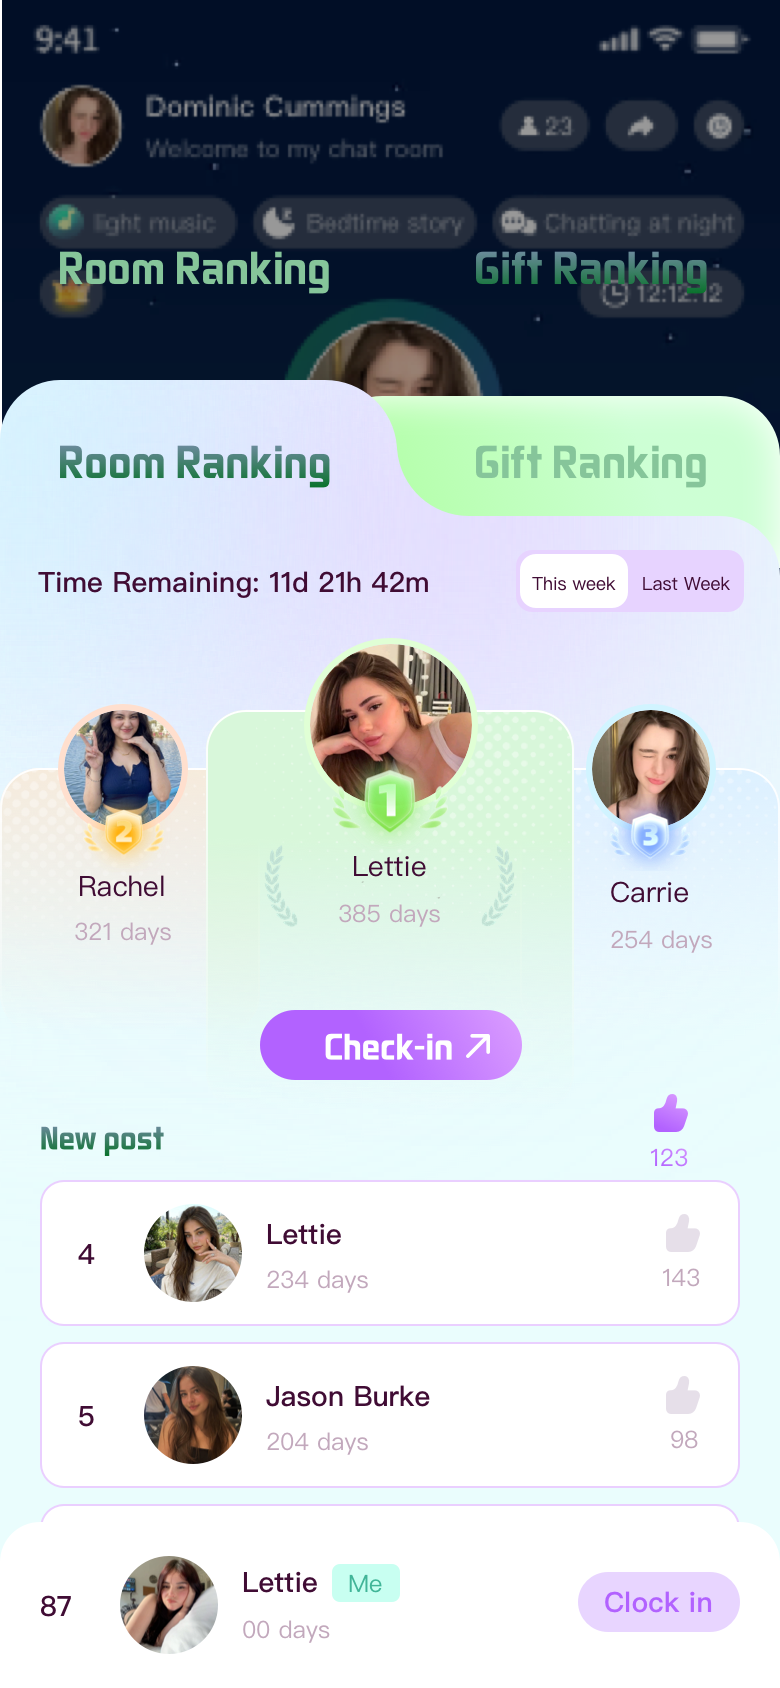 9:41
Dominic Cummings
Welcome to my chat room
23
light music
Bedtime story
Chatting at night
Room Ranking
Gift Ranking
12:12:12
Room Ranking
Gift Ranking
Time Remaining: 11d 21h 42m
This week
Last Week
2
1
3
Rachel
321 days
Lettie
385 days
Carrie
254 days
Check-in
New post
123
4
Lettie
234 days
143
5
Jason Burke
204 days
98
87
Lettie
Me
00 days
Clock in